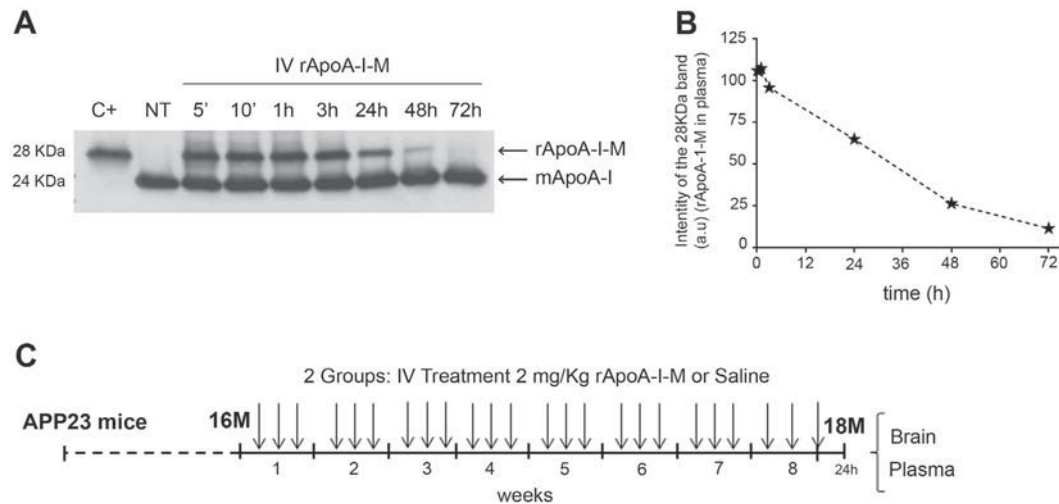 A
IV rApoA-I-M
C+ NT 5' 10' 1h 3h 24h 48h 72h
28 KDa
rApoA-I-M
24 KDa
mApoA-I
B
Intentity of the 28KDa band
(a.u) (rApoA-1-M in plasma)
125
100
75
50
25
0
0 12 24 36 48 60 72
time (h)
C
2 Groups: IV Treatment 2 mg/Kg rApoA-I-M or Saline
APP23 mice
16M
18M
1 2 3 4 5 6 7 8 24h
weeks
Brain
Plasma